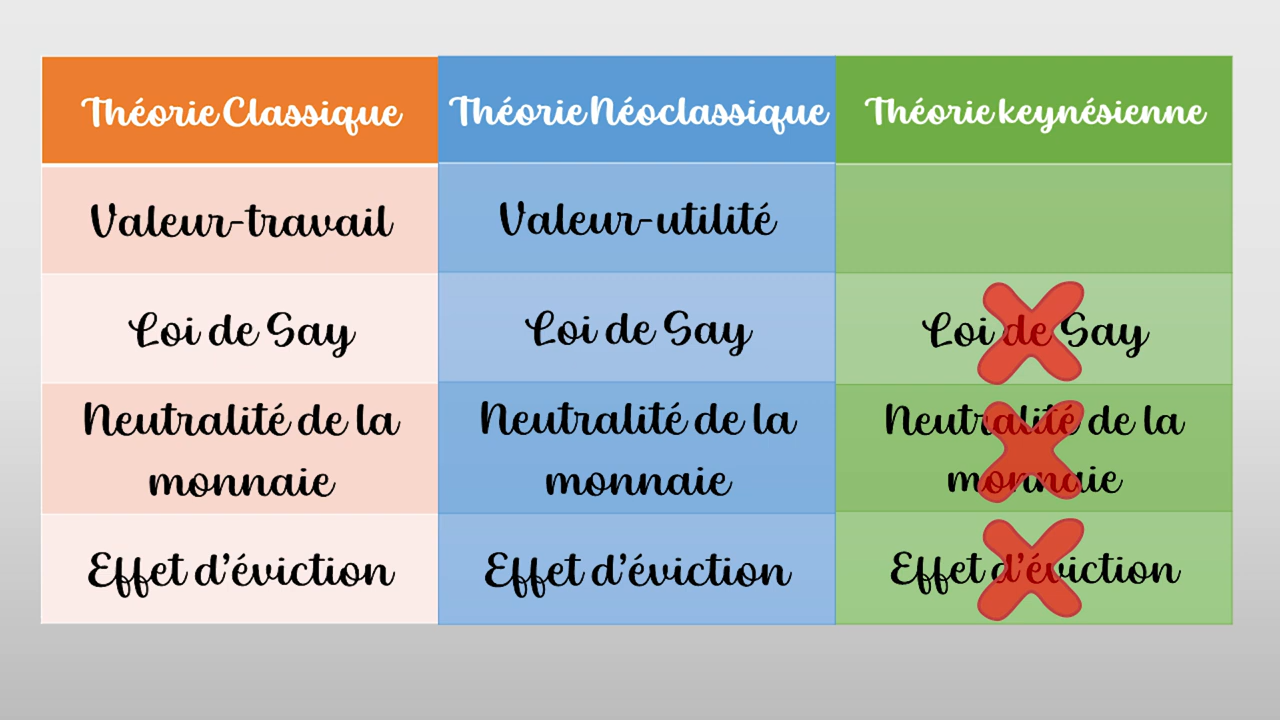 Théorie Classique
Théorie Néoclassique
Théorie keynésienne
Valeur-travail
Valeur-utilité
Loi de Say
Loi de Say
Loi de Say
Neutralité de la
monnaie
Neutralité de la
monnaie
Neutralité de la
monnaie
Effet d'éviction
Effet d'éviction
Effet d'éviction